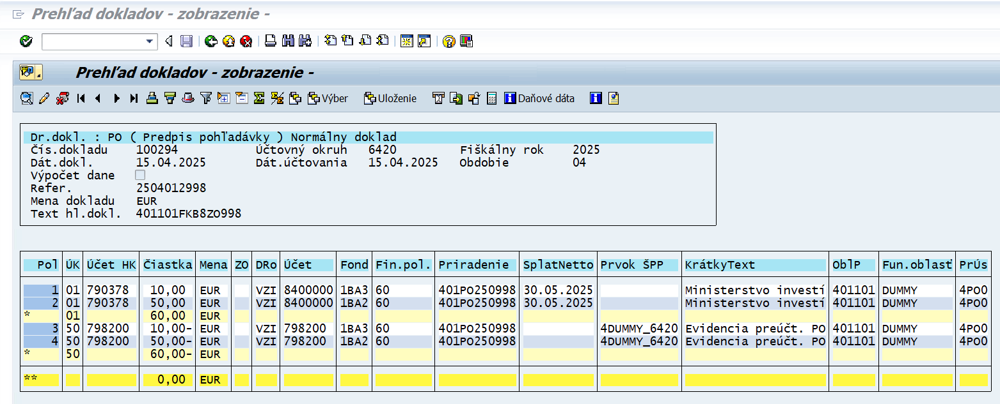 Prehľad dokladov - zobrazenie -
Prehľad dokladov - zobrazenie -
Výber Uloženie Daňové dáta
Dr.dokl. : PO ( Predpis pohľadávky ) Normálny doklad
Čís.dokladu 100294 Účtovný okruh 6420 Fiškálny rok 2025
Dát.dokl. 15.04.2025 Dát.účtovania 15.04.2025 Obdobie 04
Výpočet dane
Refer. 2504012998
Mena dokladu EUR
Text hl.dokl. 401101FKB8ZO998
Pol ÚK Účet HK Čiastka Mena ZO DRo Účet Fond Fin.pol. Priradenie SplatNetto Prvok ŠPP KrátkyText OblP Fun.oblasť PrÚs
1 01 790378 10,00 EUR VZI 8400000 1BA3 60 401PO250998 30.05.2025 Ministerstvo investí 401101 DUMMY 4PO0
2 01 790378 50,00 EUR VZI 8400000 1BA2 60 401PO250998 30.05.2025 Ministerstvo investí 401101 DUMMY 4PO0
* 01 60,00 EUR
3 50 798200 10,00- EUR VZI 798200 1BA3 60 401PO250998 4DUMMY_6420 Evidencia preúčt. PO 401101 DUMMY 4PO0
4 50 798200 50,00- EUR VZI 798200 1BA2 60 401PO250998 4DUMMY_6420 Evidencia preúčt. PO 401101 DUMMY 4PO0
* 50 60,00- EUR
** 0,00 EUR